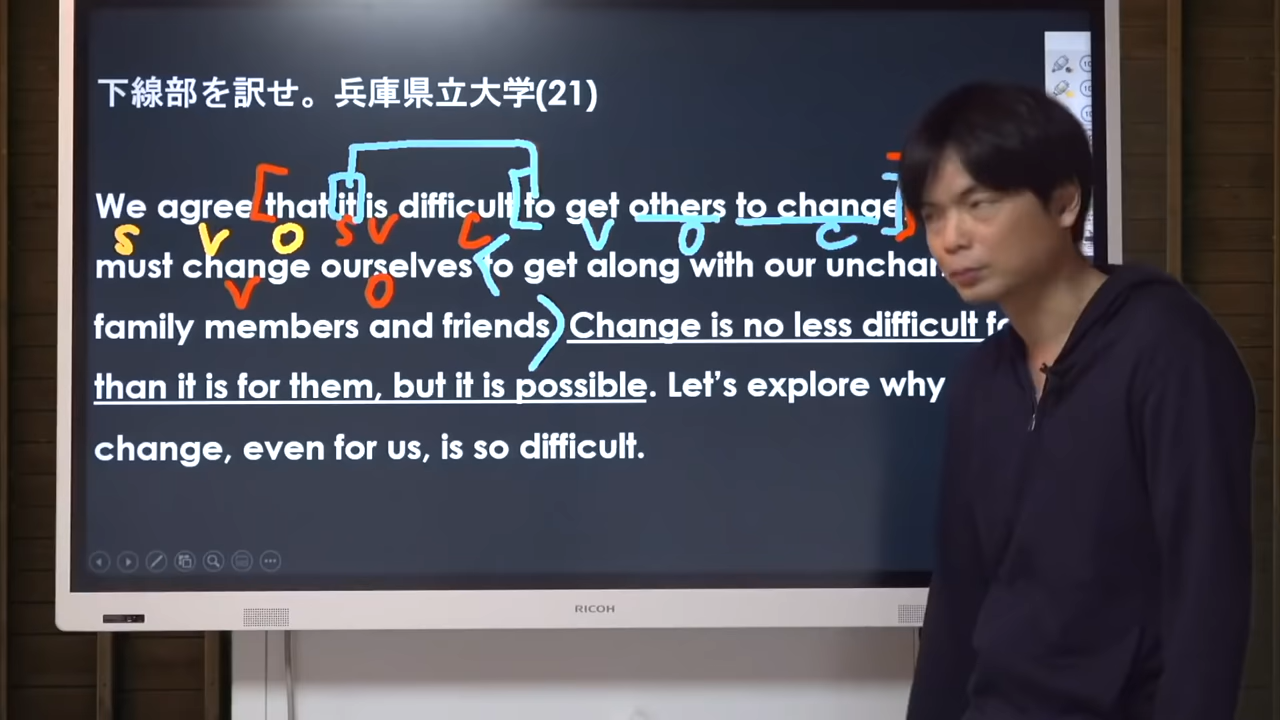 下線部を訳せ。兵庫県立大学(21)
We agree that it is difficult to get others to change
S V O S V C V O C S
must change ourselves to get along with our
V O
family members and friends Change is no less difficult
than it is for them, but it is possible. Let's explore why
change, even for us, is so difficult.
RICOH